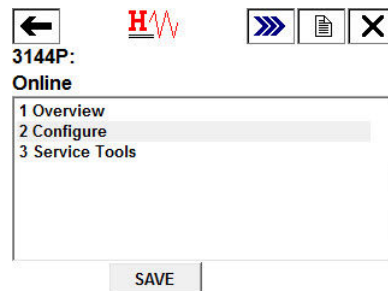 H
3144P:
Online
1 Overview
2 Configure
3 Service Tools
SAVE